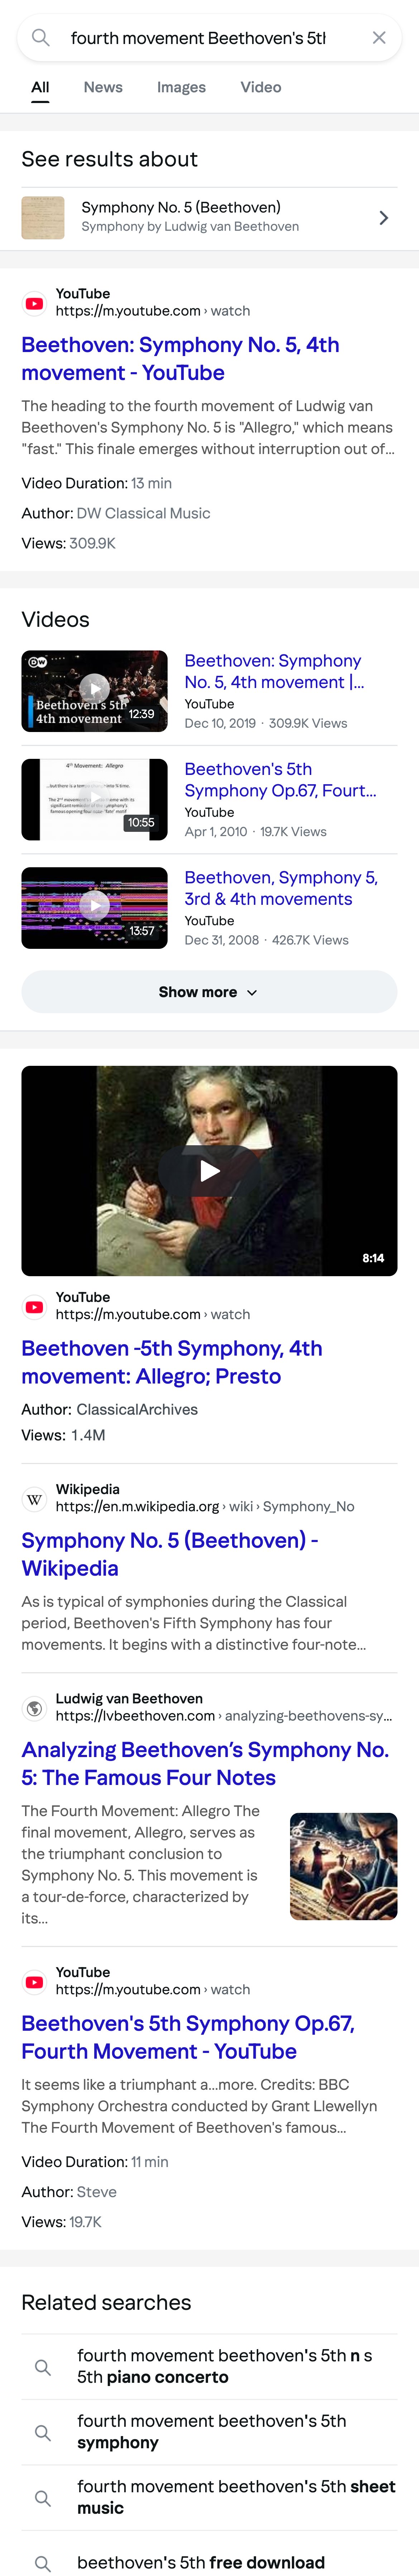 fourth movement Beethoven's 5th
All News Images Video
See results about
Symphony No. 5 (Beethoven)
Symphony by Ludwig van Beethoven
YouTube
https://m.youtube.com › watch
Beethoven: Symphony No. 5, 4th
movement - YouTube
The heading to the fourth movement of Ludwig van
Beethoven's Symphony No. 5 is "Allegro," which means
"fast." This finale emerges without interruption out of...
Video Duration: 13 min
Author: DW Classical Music
Views: 309.9K
Videos
DW
Beethoven's 5th
4th movement
12:39
Beethoven: Symphony
No. 5, 4th movement |...
YouTube
Dec 10, 2019 · 309.9K Views
4th Movement: Allegro
10:55
Beethoven's 5th
Symphony Op.67, Fourt...
YouTube
Apr 1, 2010 · 19.7K Views
13:57
Beethoven, Symphony 5,
3rd & 4th movements
YouTube
Dec 31, 2008 · 426.7K Views
Show more
8:14
YouTube
https://m.youtube.com › watch
Beethoven -5th Symphony, 4th
movement: Allegro; Presto
Author: ClassicalArchives
Views: 1.4M
W
Wikipedia
https://en.m.wikipedia.org › wiki › Symphony_No
Symphony No. 5 (Beethoven) -
Wikipedia
As is typical of symphonies during the Classical
period, Beethoven's Fifth Symphony has four
movements. It begins with a distinctive four-note...
Ludwig van Beethoven
https://lvbeethoven.com › analyzing-beethovens-sy...
Analyzing Beethoven’s Symphony No.
5: The Famous Four Notes
The Fourth Movement: Allegro The
final movement, Allegro, serves as
the triumphant conclusion to
Symphony No. 5. This movement is
a tour-de-force, characterized by
its...
YouTube
https://m.youtube.com › watch
Beethoven's 5th Symphony Op.67,
Fourth Movement - YouTube
It seems like a triumphant a...more. Credits: BBC
Symphony Orchestra conducted by Grant Llewellyn
The Fourth Movement of Beethoven's famous...
Video Duration: 11 min
Author: Steve
Views: 19.7K
Related searches
fourth movement beethoven's 5th n s
5th piano concerto
fourth movement beethoven's 5th
symphony
fourth movement beethoven's 5th sheet
music
beethoven's 5th free download